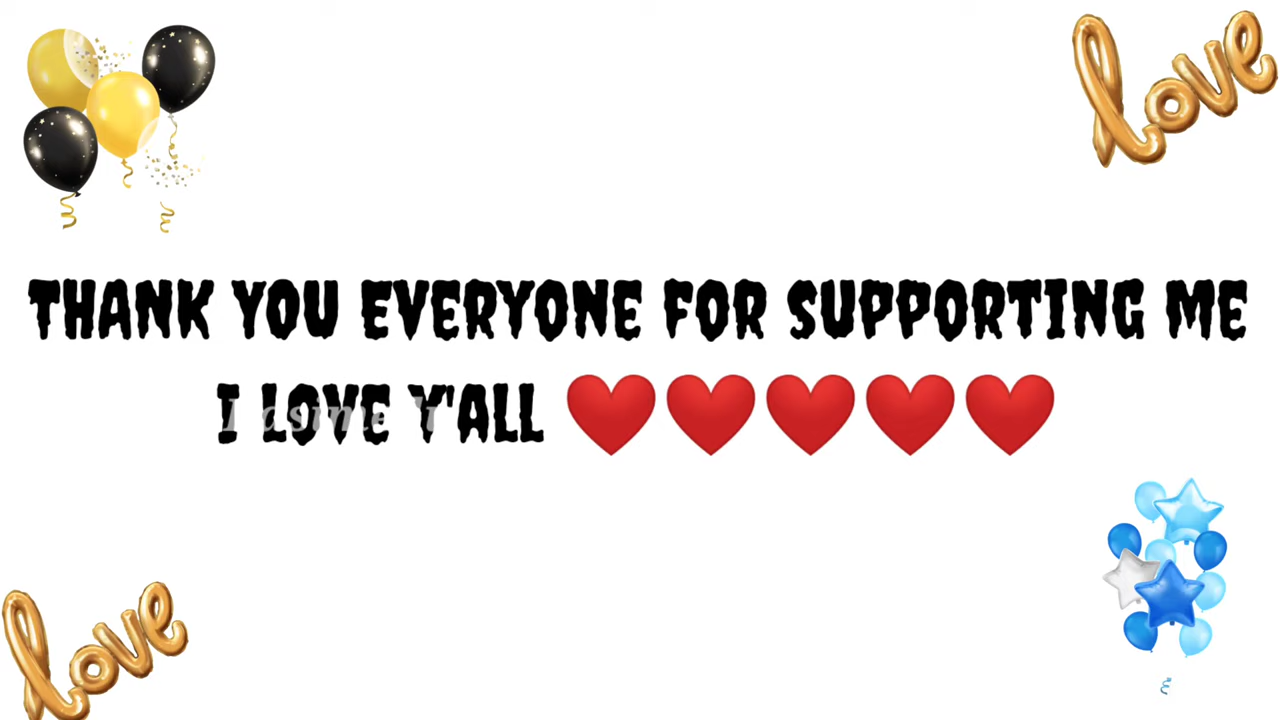 love
THANK YOU EVERYONE FOR SUPPORTING ME
I LOVE Y'ALL ❤️❤️❤️❤️❤️
love